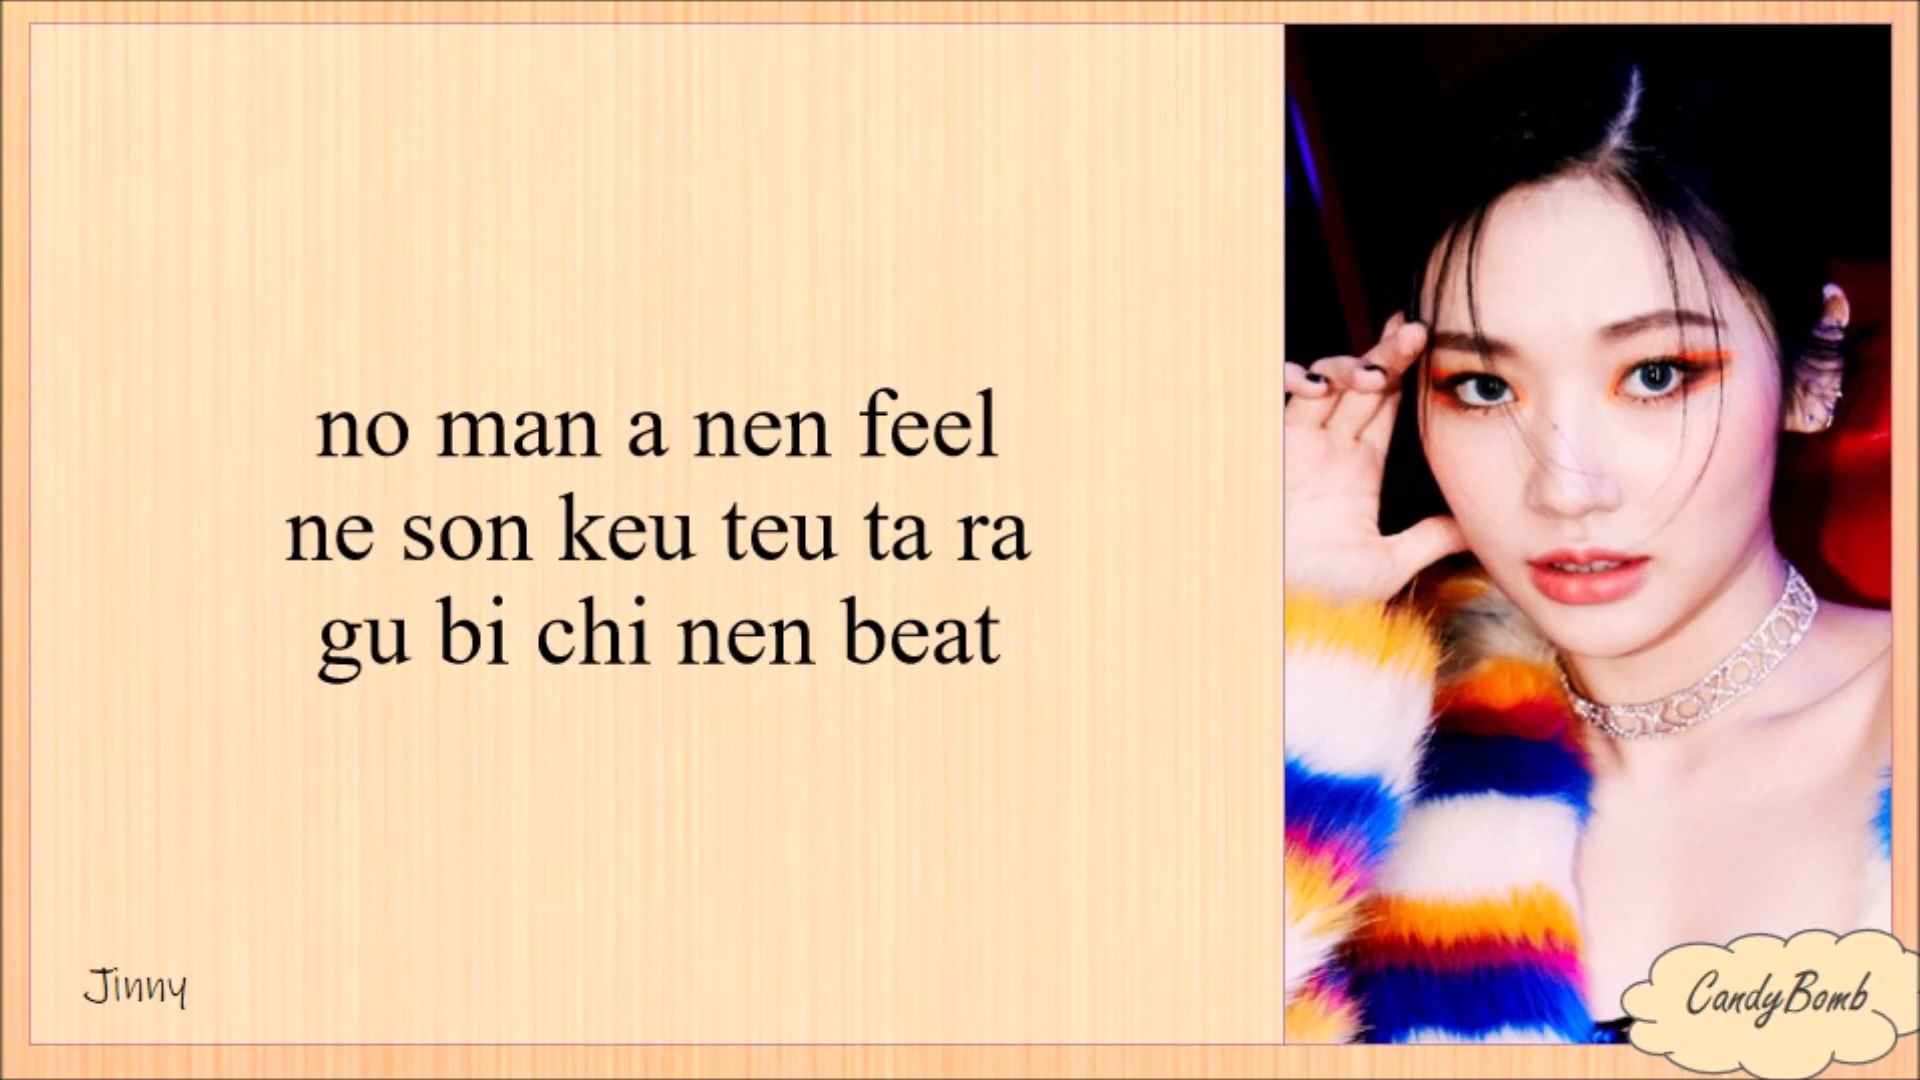 no man a nen feel
ne son keu teu ta ra
gu bi chi nen beat
Jinny
CandyBomb